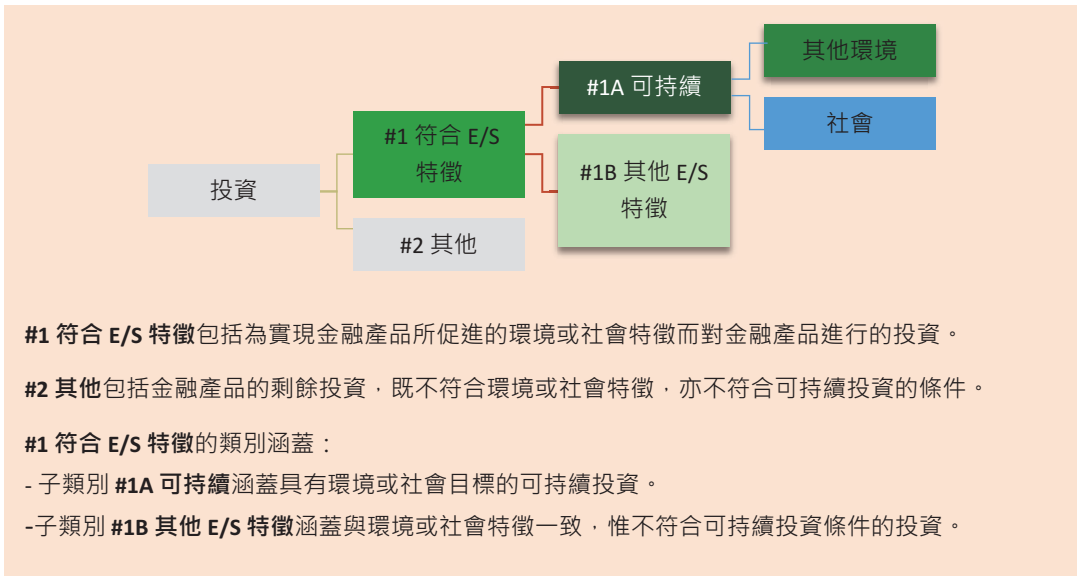 其他環境
#1A 可持續
社會
#1 符合 E/S
特徵
投資
#1B 其他 E/S
特徵
#2 其他
#1 符合 E/S 特徵包括為實現金融產品所促進的環境或社會特徵而對金融產品進行的投資。
#2 其他包括金融產品的剩餘投資，既不符合環境或社會特徵，亦不符合可持續投資的條件。
#1 符合 E/S 特徵的類別涵蓋：
- 子類別 #1A 可持續涵蓋具有環境或社會目標的可持續投資。
-子類別 #1B 其他 E/S 特徵涵蓋與環境或社會特徵一致，惟不符合可持續投資條件的投資。